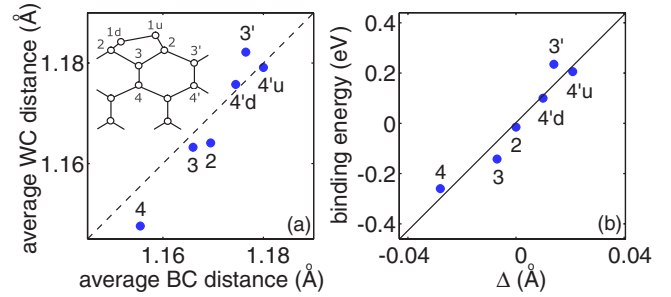 average WC distance (Å)
1.18
1.16
1d
1u
2
2
3
3'
4
4'
3'
4'u
4'd
3
2
4
(a)
1.16
1.18
average BC distance (Å)
binding energy (eV)
0.4
0.2
0
-0.2
-0.4
3'
4'u
4'd
2
3
4
(b)
-0.04
0
0.04
Δ (Å)